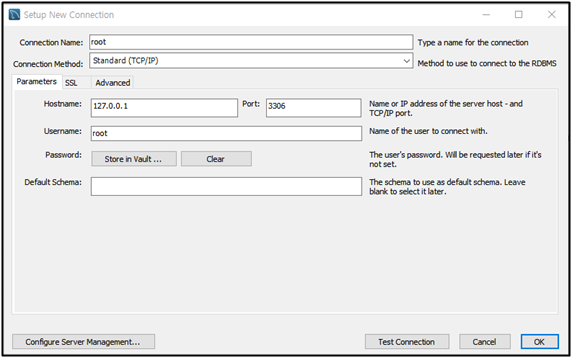 Setup New Connection
Connection Name: root Type a name for the connection
Connection Method: Standard (TCP/IP) Method to use to connect to the RDBMS
Parameters SSL Advanced
Hostname: 127.0.0.1 Port: 3306 Name or IP address of the server host - and
TCP/IP port.
Username: root Name of the user to connect with.
Password: Store in Vault ... Clear The user's password. Will be requested later if it's
not set.
Default Schema: The schema to use as default schema. Leave
blank to select it later.
Configure Server Management... Test Connection Cancel OK